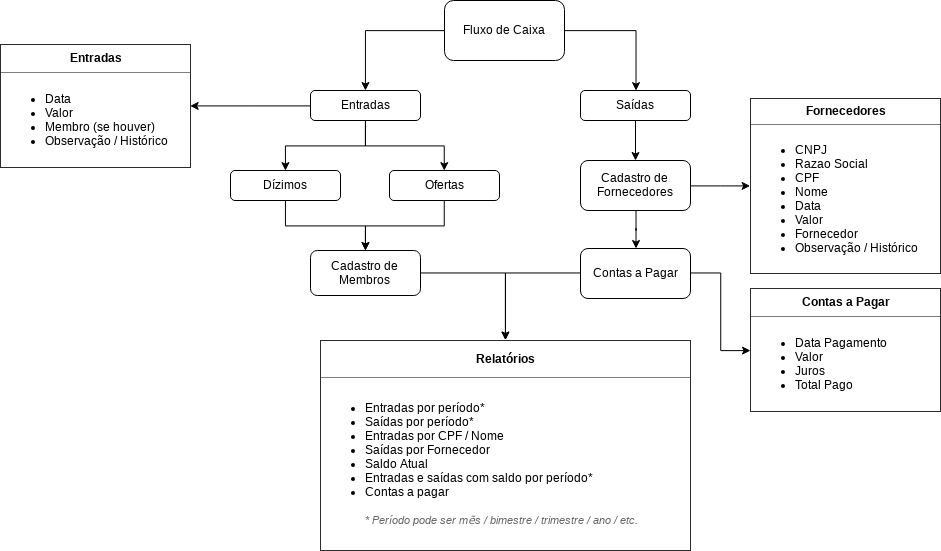 Fluxo de Caixa
Entradas
• Data
• Valor
• Membro (se houver)
• Observação / Histórico
Entradas
Saídas
Dízimos
Ofertas
Cadastro de
Fornecedores
Fornecedores
• CNPJ
• Razao Social
• CPF
• Nome
• Data
• Valor
• Fornecedor
• Observação / Histórico
Cadastro de
Membros
Contas a Pagar
Contas a Pagar
• Data Pagamento
• Valor
• Juros
• Total Pago
Relatórios
• Entradas por período*
• Saídas por período*
• Entradas por CPF / Nome
• Saídas por Fornecedor
• Saldo Atual
• Entradas e saídas com saldo por período*
• Contas a pagar
* Período pode ser mês / bimestre / trimestre / ano / etc.